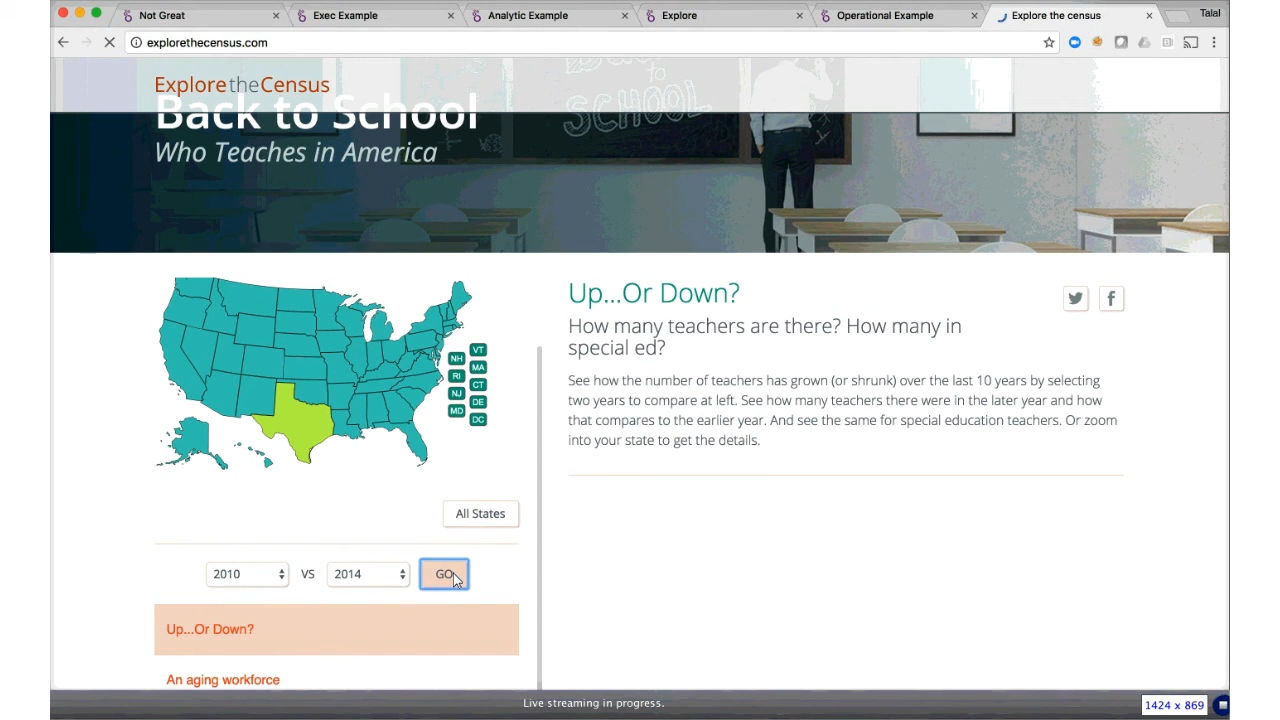 Not Great
Exec Example
Analytic Example
Explore
Operational Example
Explore the census
Talal
explorethecensus.com
ExploretheCensus
Back to School
Who Teaches in America
to
SCHOOL
NH
VT
MA
RI
CT
NJ
DE
MD
DC
All States
2010 VS 2014 GO
Up...Or Down?
An aging workforce
Up...Or Down?
How many teachers are there? How many in
special ed?
See how the number of teachers has grown (or shrunk) over the last 10 years by selecting
two years to compare at left. See how many teachers there were in the later year and how
that compares to the earlier year. And see the same for special education teachers. Or zoom
into your state to get the details.
Live streaming in progress.
1424 x 869